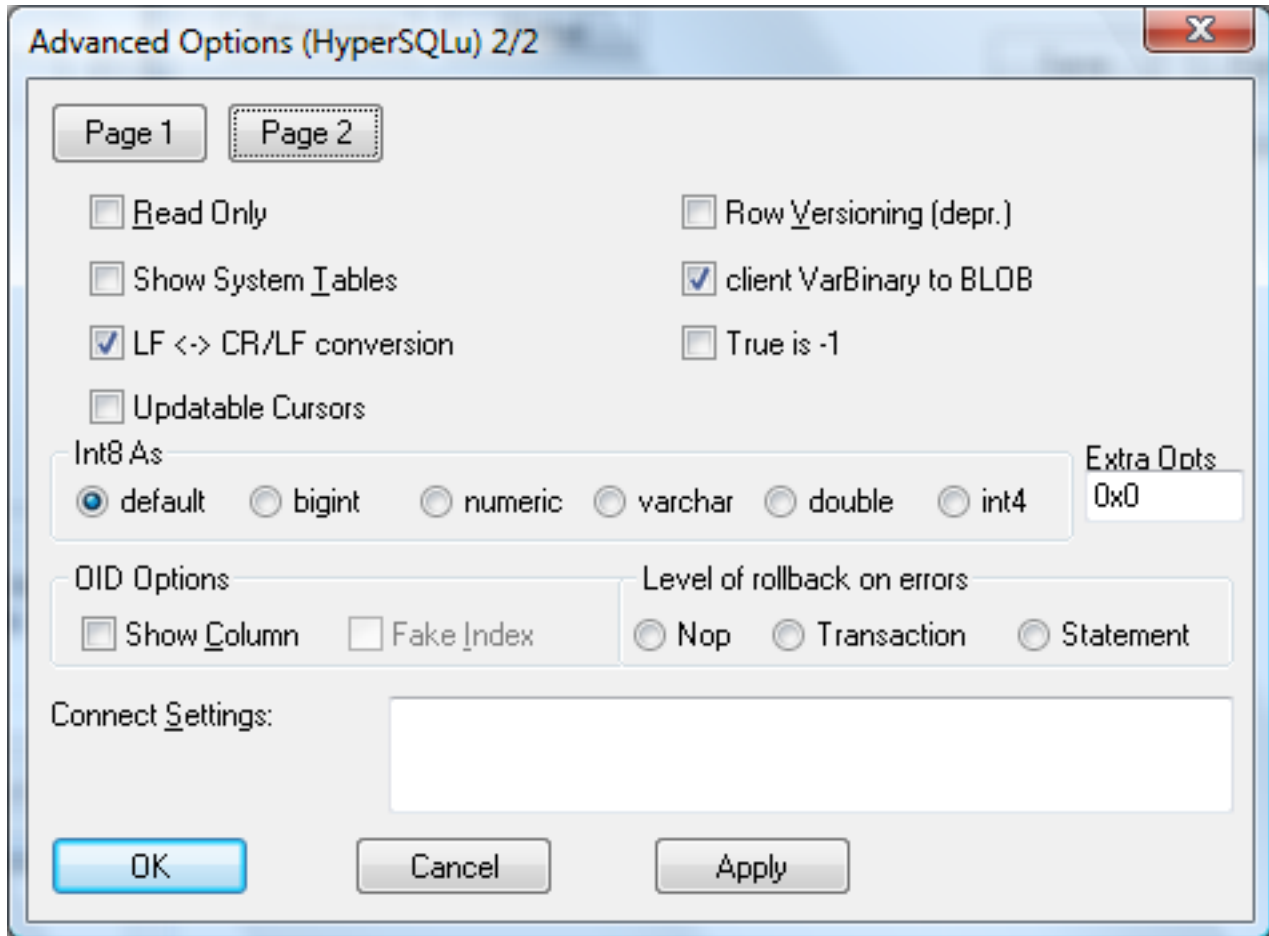 Advanced Options (HyperSQLu) 2/2
Page 1 Page 2
Read Only Row Versioning (depr.)
Show System Tables client VarBinary to BLOB
LF <-> CR/LF conversion True is -1
Updatable Cursors
Int8 As Extra Opts
default bigint numeric varchar double int4 0x0
OID Options Level of rollback on errors
Show Column Fake Index Nop Transaction Statement
Connect Settings:
OK Cancel Apply